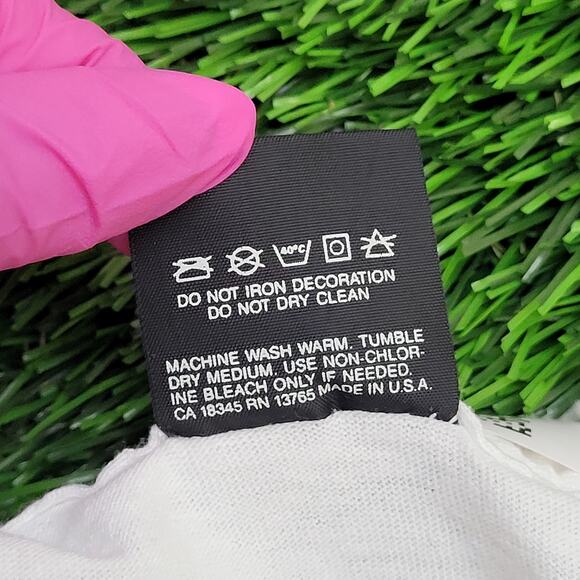 40°C
DO NOT IRON DECORATION
DO NOT DRY CLEAN
MACHINE WASH WARM. TUMBLE
DRY MEDIUM. USE NON-CHLOR-
INE BLEACH ONLY IF NEEDED.
CA 18345 RN 13765 MADE IN U.S.A.